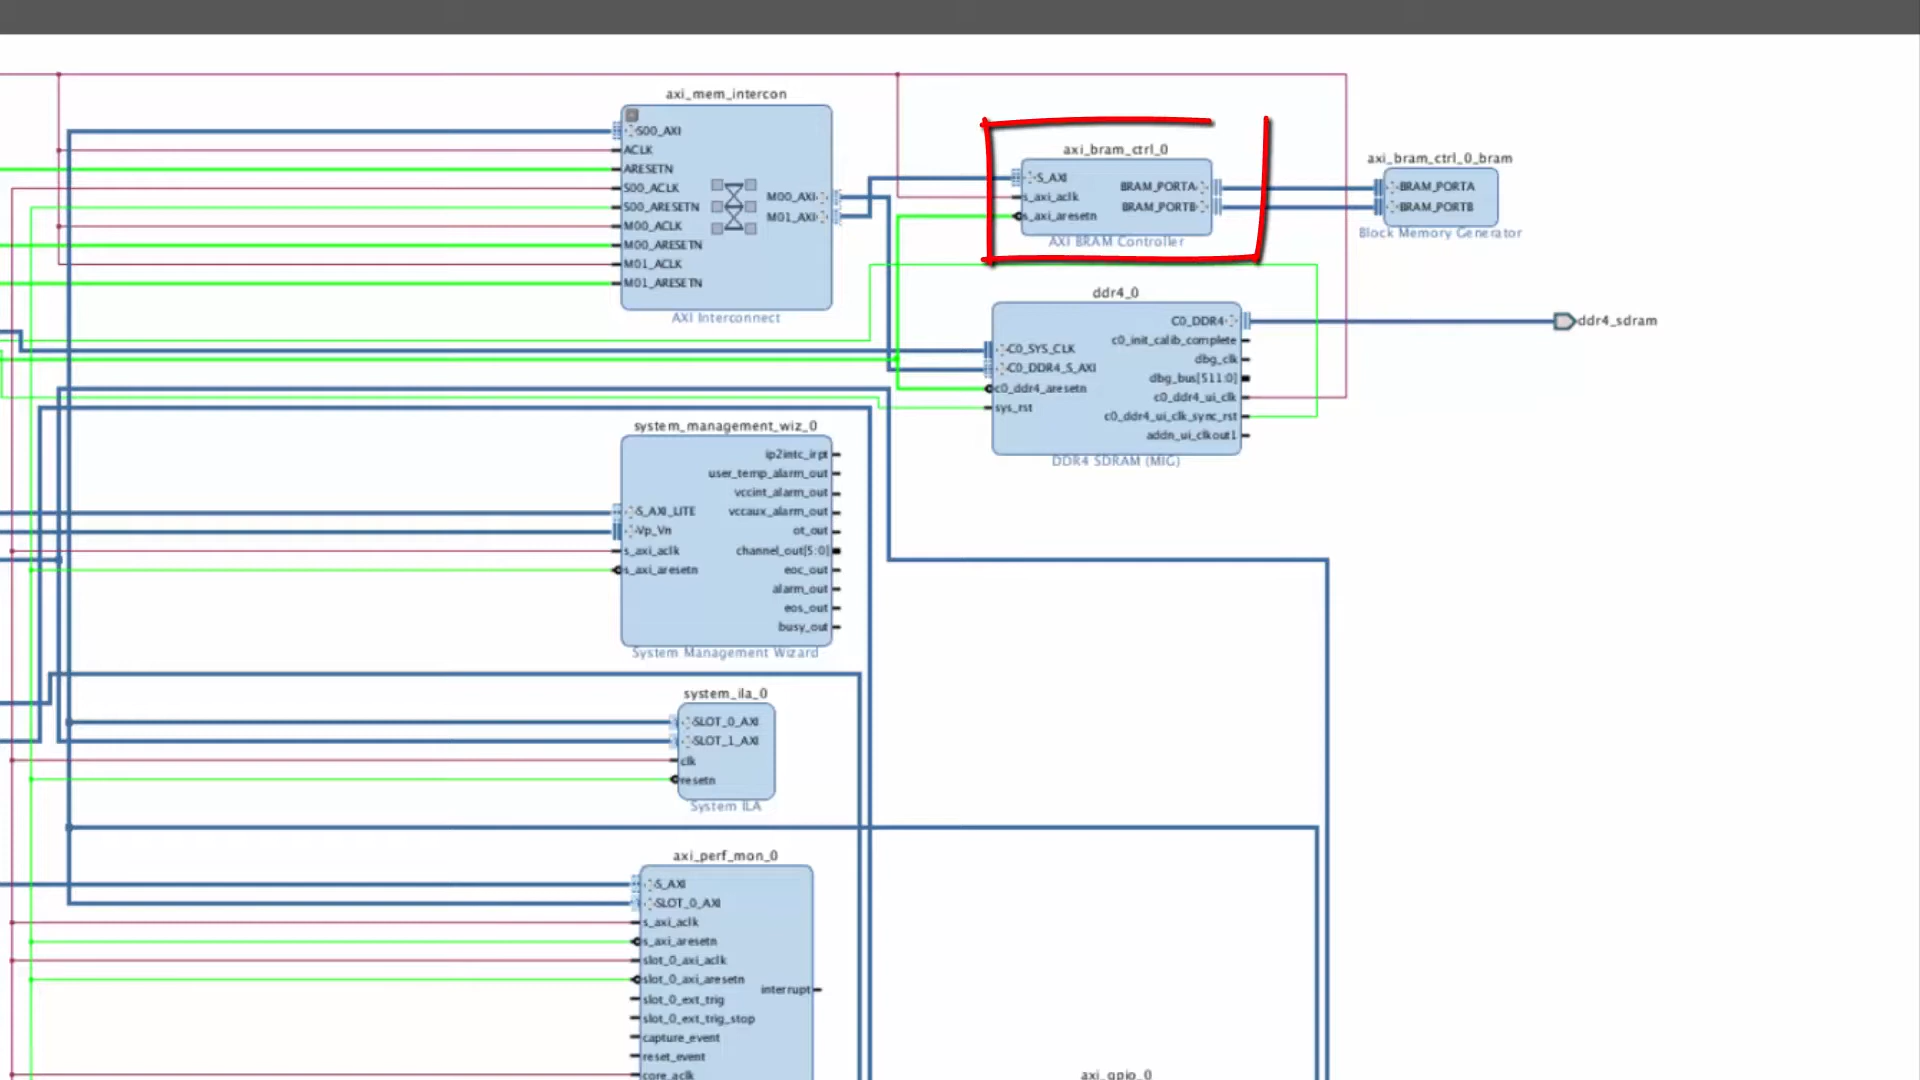 axi_mem_intercon
S00_AXI
ACLK
ARESETN
S00_ACLK
S00_ARESETN
M00_ACLK
M00_ARESETN
M01_ACLK
M01_ARESETN
M00_AXI
M01_AXI
AXI Interconnect
axi_bram_ctrl_0
S_AXI
s_axi_aclk
s_axi_aresetn
BRAM_PORTA
BRAM_PORTB
AXI BRAM Controller
axi_bram_ctrl_0_bram
BRAM_PORTA
BRAM_PORTB
Block Memory Generator
ddr4_0
C0_SYS_CLK
C0_DDR4_S_AXI
c0_ddr4_aresetn
sys_rst
C0_DDR4
c0_init_calib_complete
dbg_clk
dbg_bus[511:0]
c0_ddr4_ui_clk
c0_ddr4_ui_clk_sync_rst
addn_ui_clkout1
DDR4 SDRAM (MIG)
ddr4_sdram
system_management_wiz_0
S_AXI_LITE
Vp_Vn
s_axi_aclk
s_axi_aresetn
ip2intc_irpt
user_temp_alarm_out
vccint_alarm_out
vccaux_alarm_out
ot_out
channel_out[5:0]
eoc_out
alarm_out
eos_out
busy_out
System Management Wizard
system_ila_0
SLOT_0_AXI
SLOT_1_AXI
clk
resetn
System ILA
axi_perf_mon_0
S_AXI
SLOT_0_AXI
s_axi_aclk
s_axi_aresetn
slot_0_axi_aclk
slot_0_axi_aresetn
slot_0_ext_trig
slot_0_ext_trig_stop
capture_event
reset_event
core_aclk
interrupt
axi_gpio_0